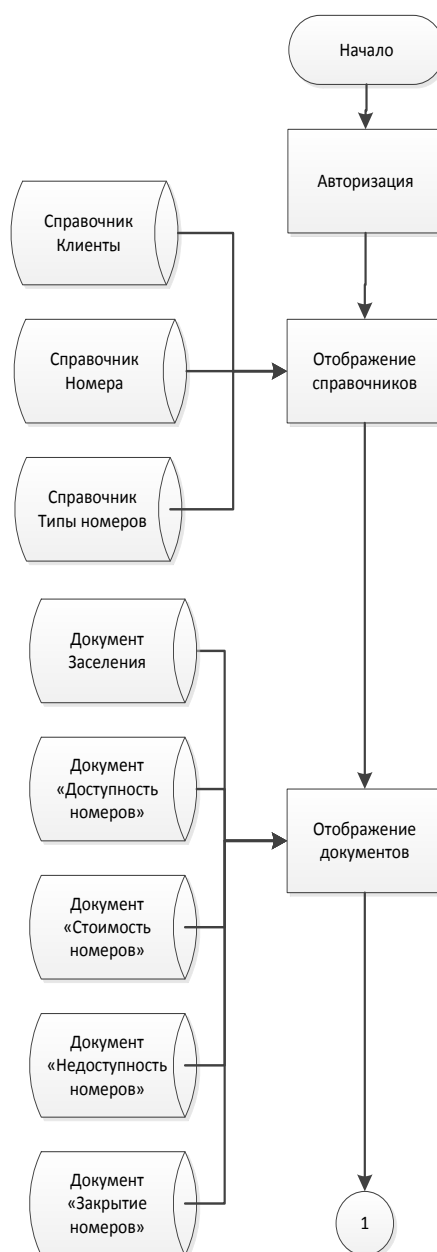 Начало
Авторизация
Справочник
Клиенты
Справочник
Номера
Отображение
справочников
Справочник
Типы номеров
Документ
Заселения
Документ
«Доступность
номеров»
Отображение
документов
Документ
«Стоимость
номеров»
Документ
«Недоступность
номеров»
Документ
«Закрытие
номеров»
1